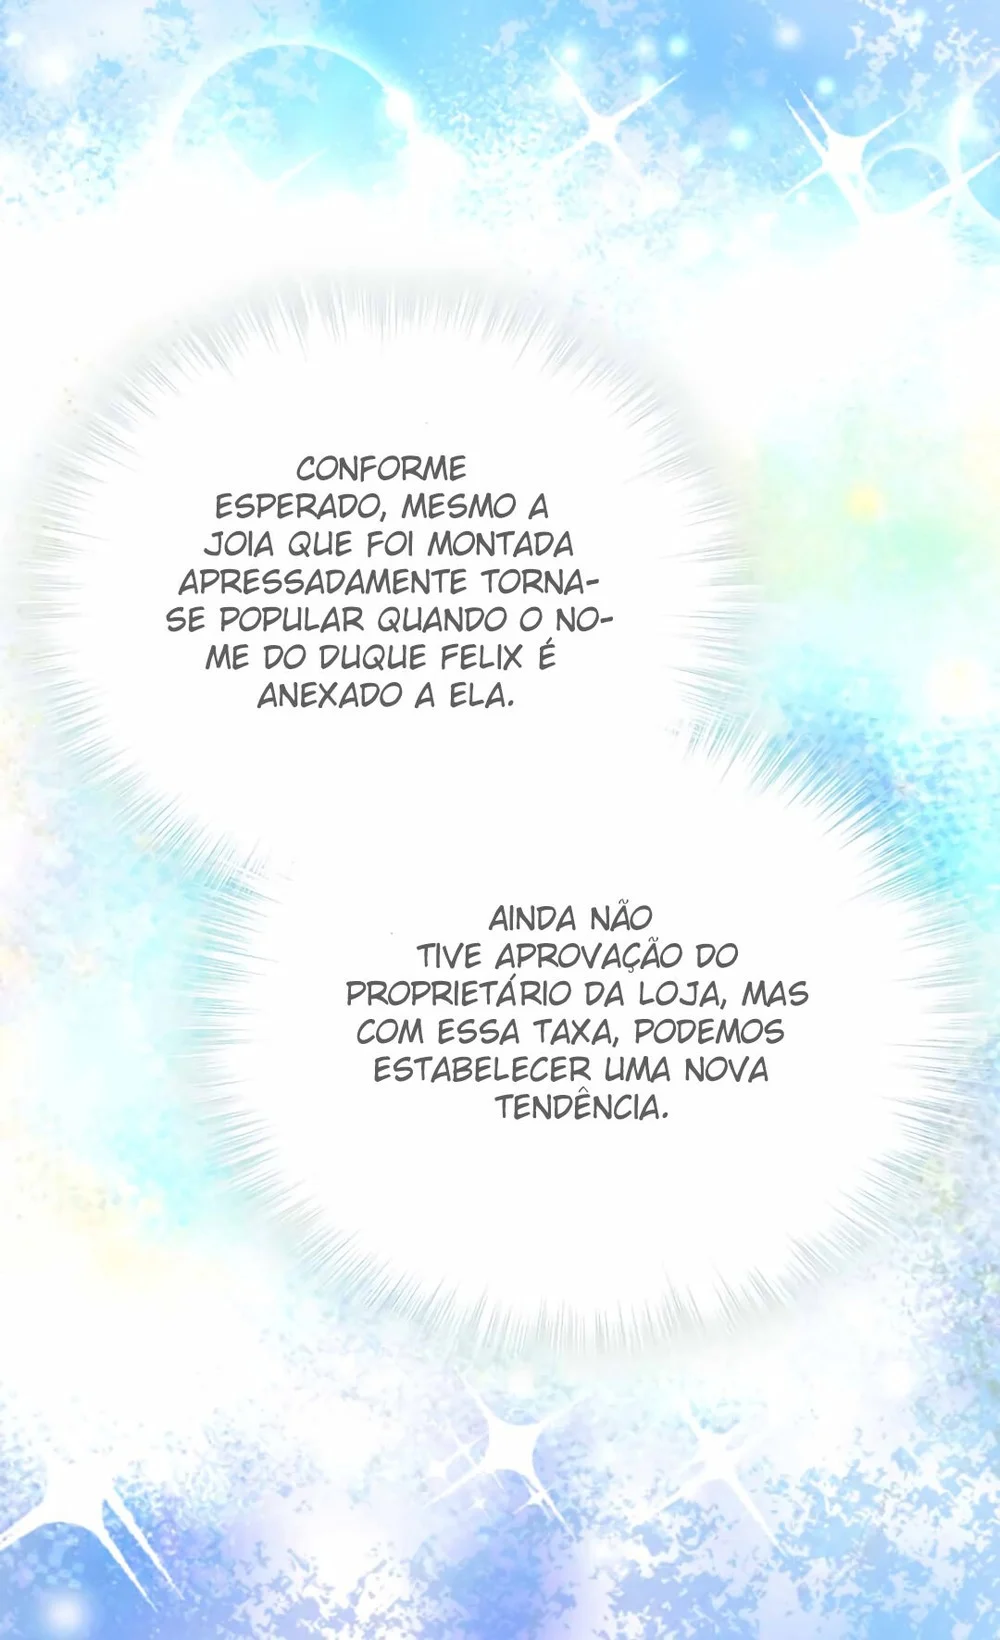 CONFORME
ESPERADO, MESMO A
JOIA QUE FOI MONTADA
APRESSADAMENTE TORNA-
SE POPULAR QUANDO O NO-
ME DO DUQUE FELIX É
ANEXADO A ELA.
AINDA NÃO
TIVE APROVAÇÃO DO
PROPRIETÁRIO DA LOJA, MAS
COM ESSA TAXA, PODEMOS
ESTABELECER UMA NOVA
TENDÊNCIA.